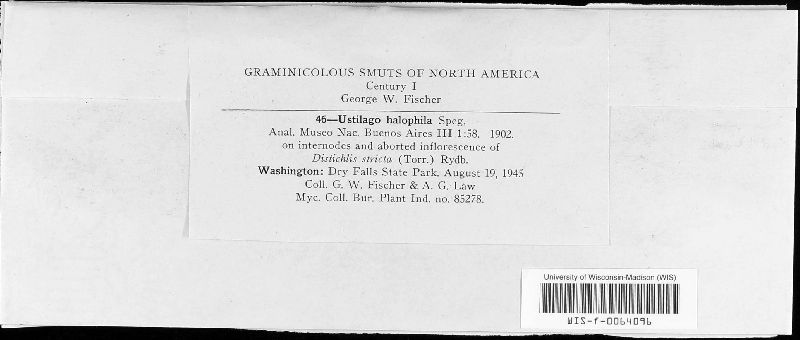 GRAMINICOLOUS SMUTS OF NORTH AMERICA
Century I
George W. Fischer
46—Ustilago halophila Speg.
Anal. Museo Nac. Buenos Aires III 1:58, 1902.
on internodes and aborted inflorescence of
Distichlis stricta (Torr.) Rydb.
Washington: Dry Falls State Park, August 19, 1945
Coll. G. W. Fischer & A. G. Law
Myc. Coll. Bur. Plant Ind. no. 85278.
University of Wisconsin-Madison (WIS)
WIS-f-0064096